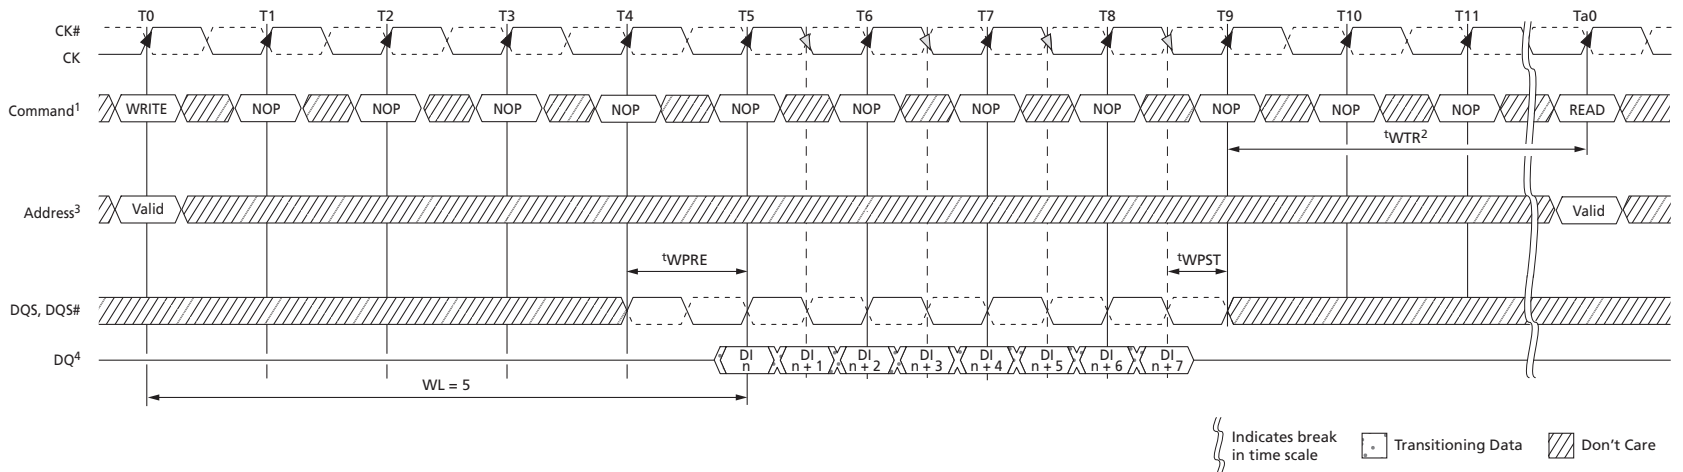 T0 T1 T2 T3 T4 T5 T6 T7 T8 T9 T10 T11 Ta0
CK#
CK
Command1 WRITE NOP NOP NOP NOP NOP NOP NOP NOP NOP NOP NOP READ
tWTR2
Address3 Valid Valid
tWPRE tWPST
DQS, DQS#
DQ4 DI n DI n + 1 DI n + 2 DI n + 3 DI n + 4 DI n + 5 DI n + 6 DI n + 7
WL = 5
Indicates break
in time scale
Transitioning Data
Don't Care